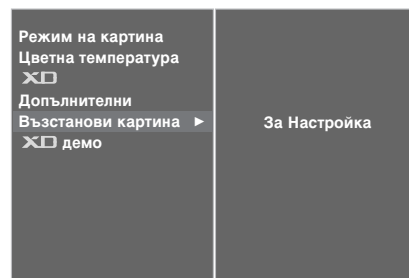 Режим на картина
Цветна температура
XD
Допълнителни
Възстанови картина ►
За Настройка
XD демо